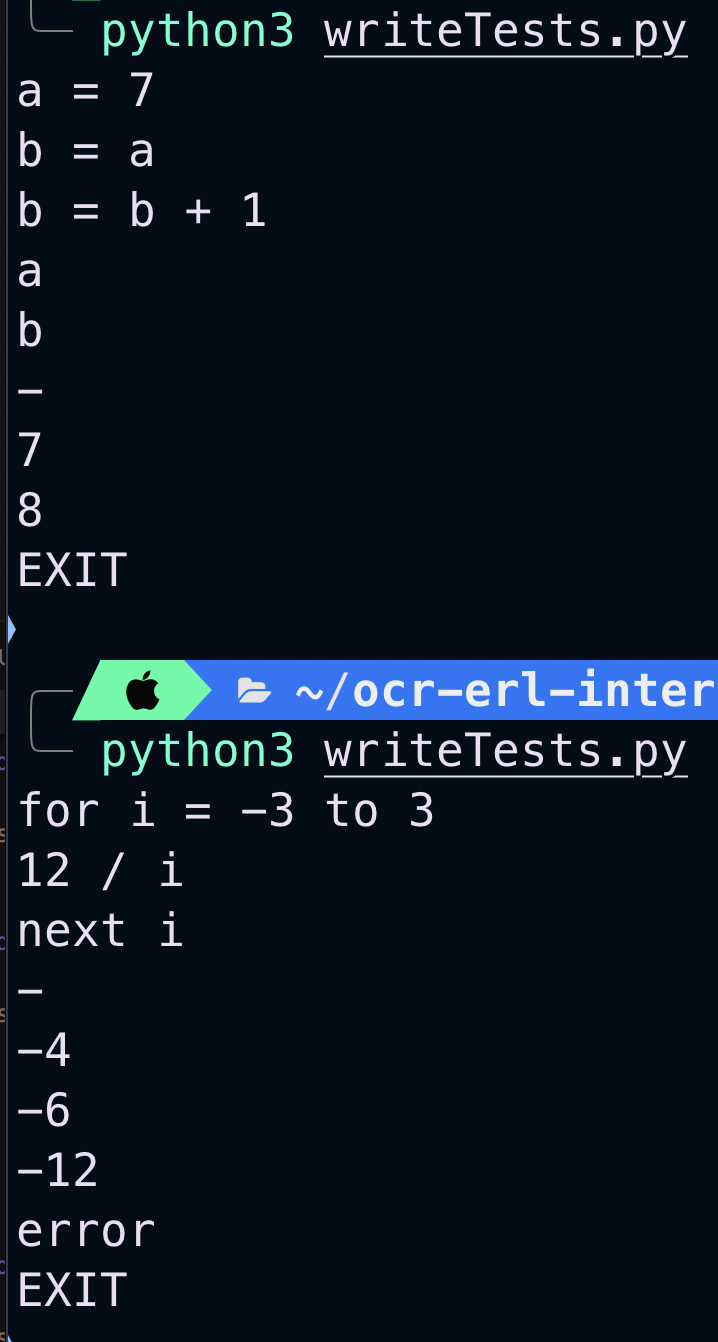 python3 writeTests.py
a = 7
b = a
b = b + 1
a
b
-
7
8
EXIT
~/ocr-erl-inter
python3 writeTests.py
for i = -3 to 3
12 / i
next i
-
-4
-6
-12
error
EXIT